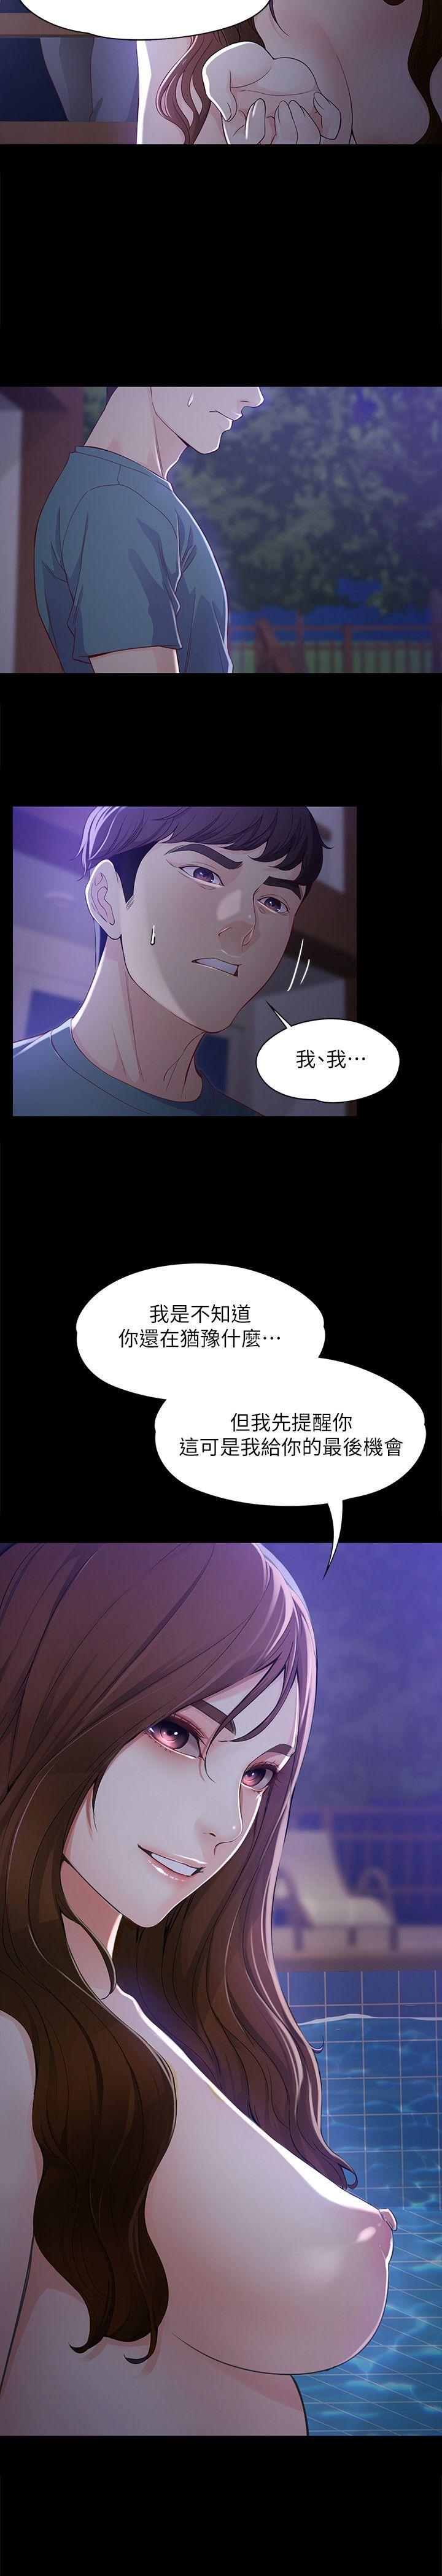 我、我…
我是不知道
你還在猶豫什麼…
但我先提醒你
這可是我給你的最後機會